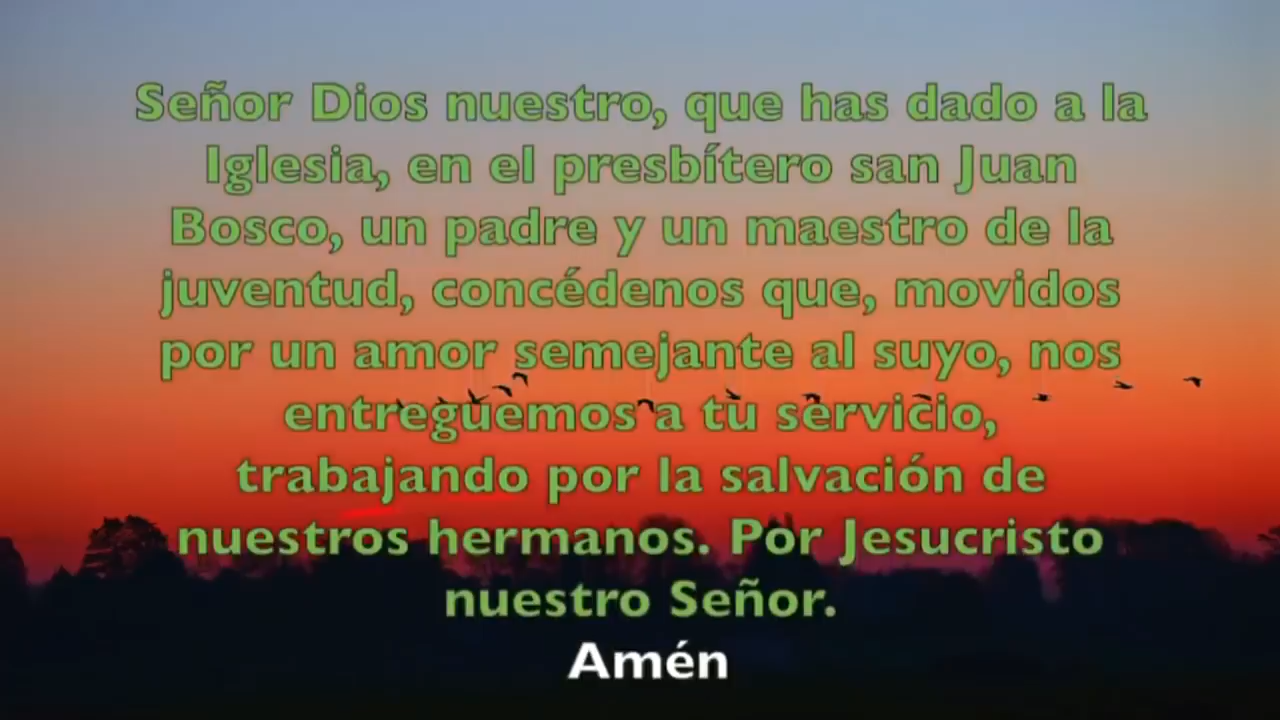 Señor Dios nuestro, que has dado a la
Iglesia, en el presbítero san Juan
Bosco, un padre y un maestro de la
juventud, concédenos que, movidos
por un amor semejante al suyo, nos
entreguemos a tu servicio,
trabajando por la salvación de
nuestros hermanos. Por Jesucristo
nuestro Señor.
Amén